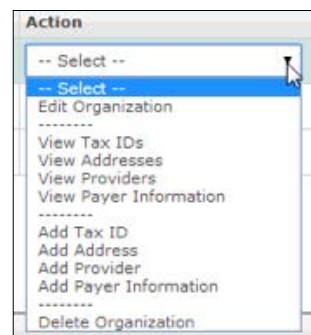 Action
-- Select --
-- Select --
Edit Organization
--------
View Tax IDs
View Addresses
View Providers
View Payer Information
--------
Add Tax ID
Add Address
Add Provider
Add Payer Information
--------
Delete Organization